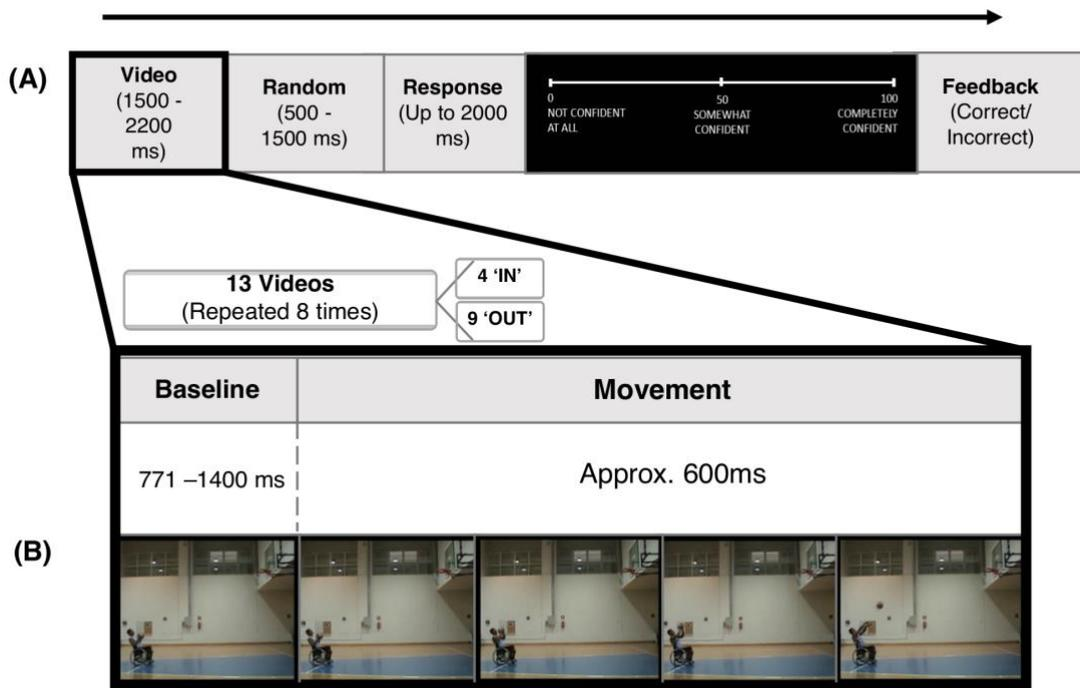 (A)
Video
(1500 -
2200
ms)
Random
(500 -
1500 ms)
Response
(Up to 2000
ms)
0
NOT CONFIDENT
AT ALL
50
SOMEWHAT
CONFIDENT
100
COMPLETELY
CONFIDENT
Feedback
(Correct/
Incorrect)
13 Videos
(Repeated 8 times)
4 ‘IN’
9 ‘OUT’
Baseline
Movement
771 –1400 ms
Approx. 600ms
(B)